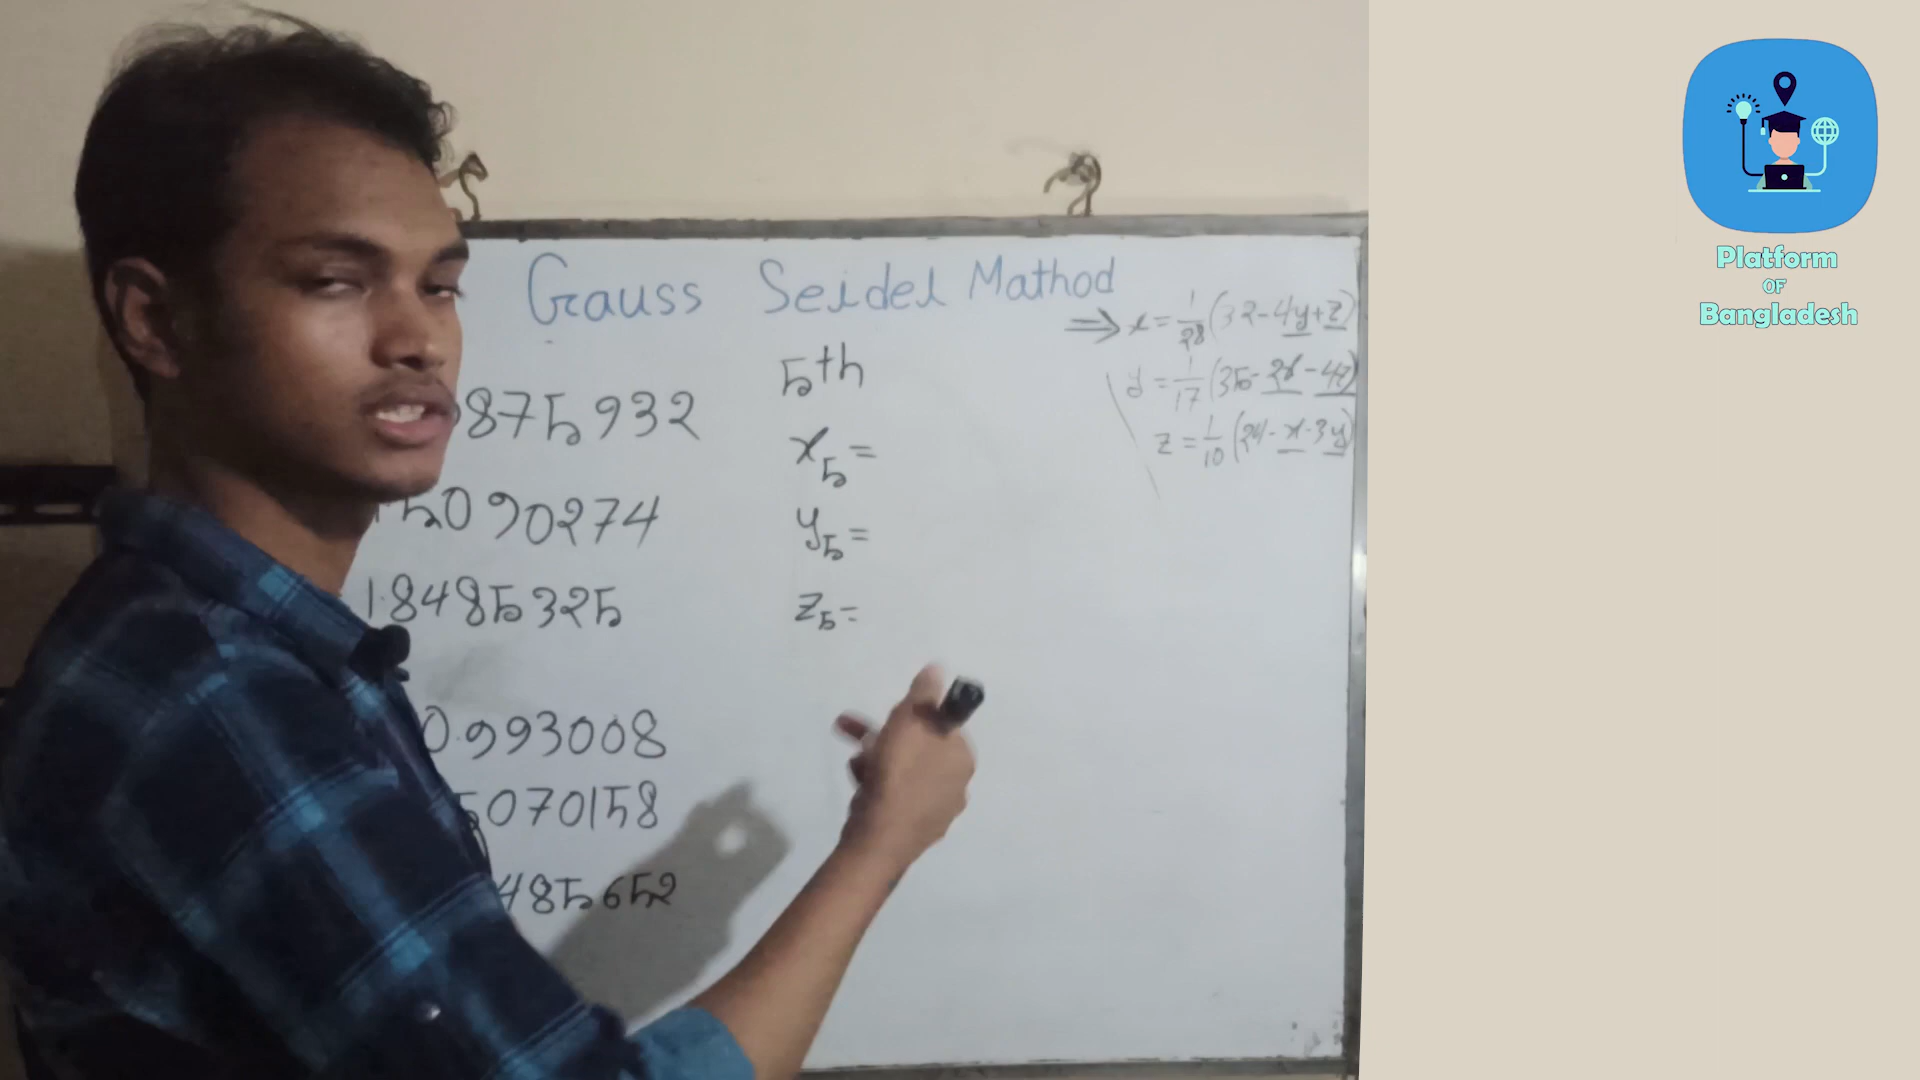 Gauss Seidel Mathod
⇒ x = 1/28 (32-4y+z)
y = 1/17 (35-2x-4z)
z = 1/10 (24-x-3y)
875932
5090274
1.8485325
0.993008
5070158
485652
5th
x5=
y5=
z5=
Platform
OF
Bangladesh